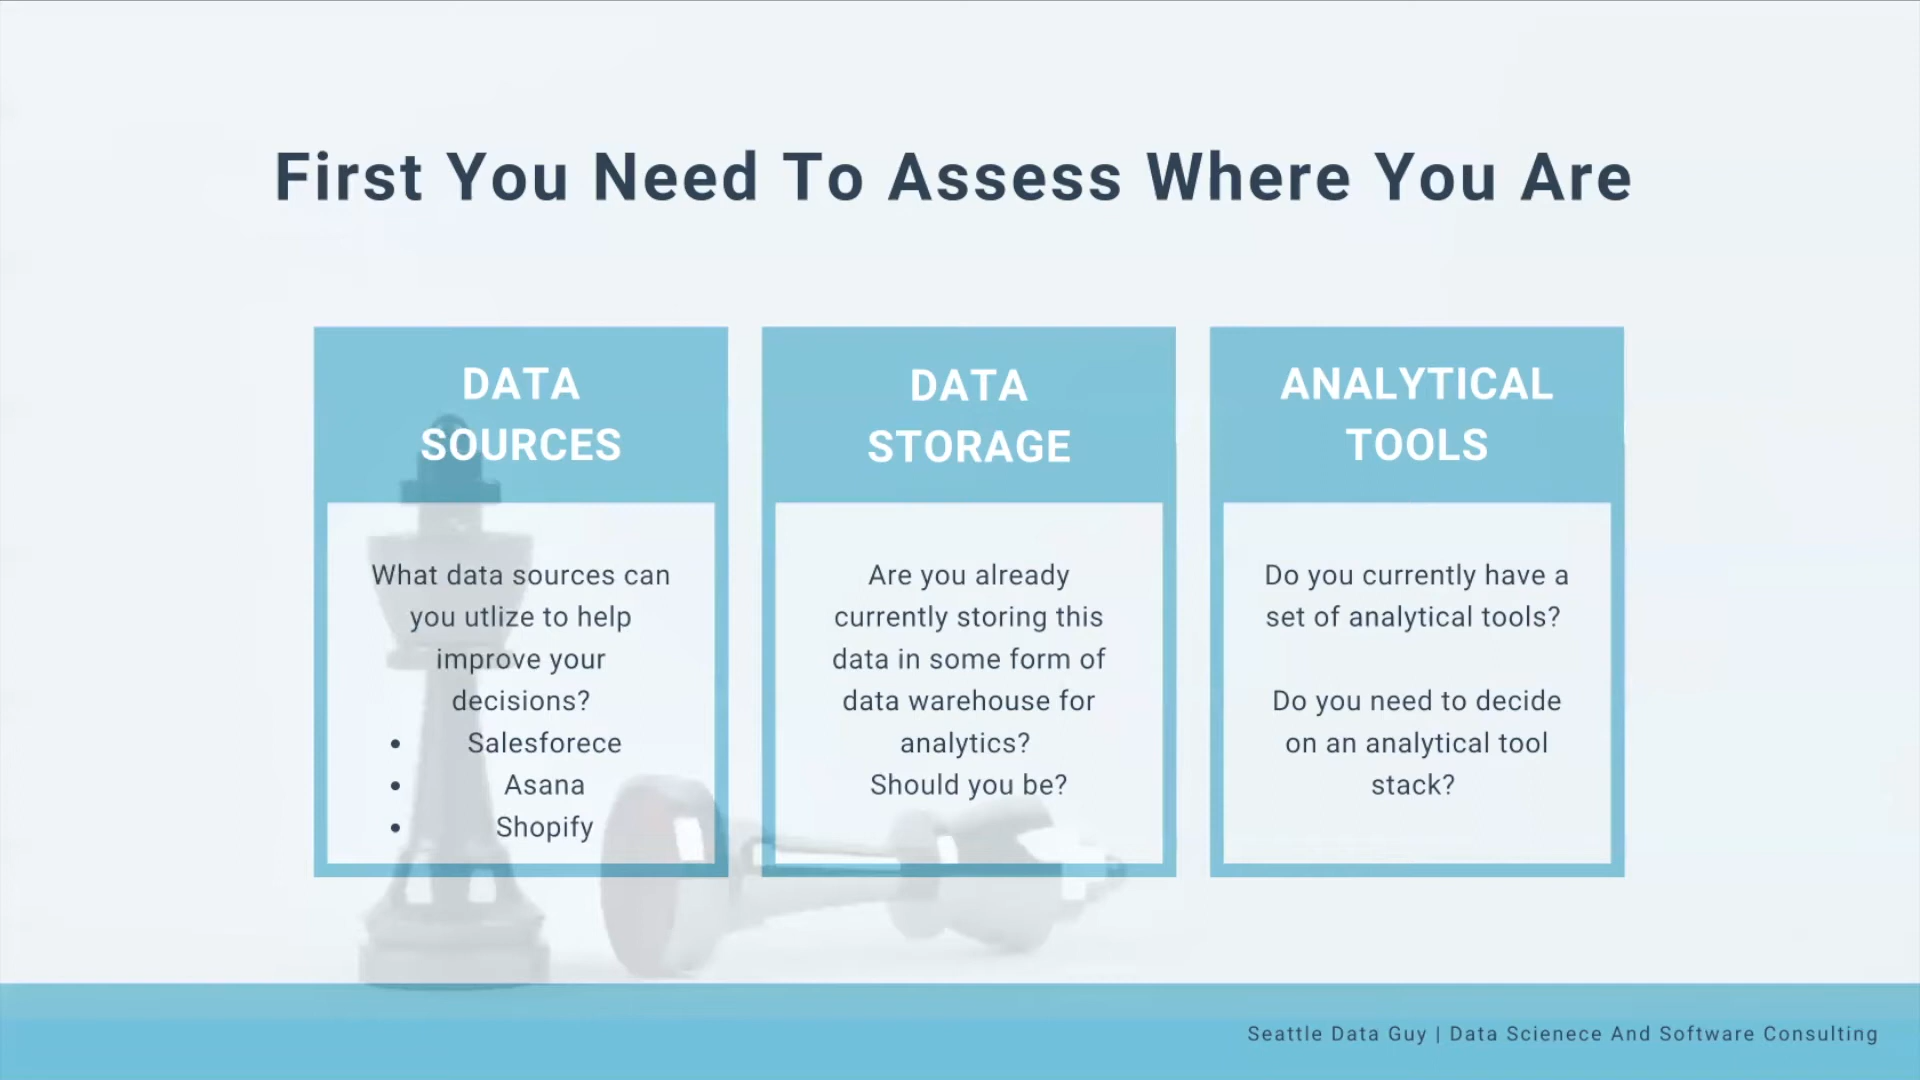 First You Need To Assess Where You Are
DATA
SOURCES
What data sources can
you utlize to help
improve your
decisions?
• Salesforece
• Asana
• Shopify
DATA
STORAGE
Are you already
currently storing this
data in some form of
data warehouse for
analytics?
Should you be?
ANALYTICAL
TOOLS
Do you currently have a
set of analytical tools?
Do you need to decide
on an analytical tool
stack?
Seattle Data Guy | Data Scienece And Software Consulting